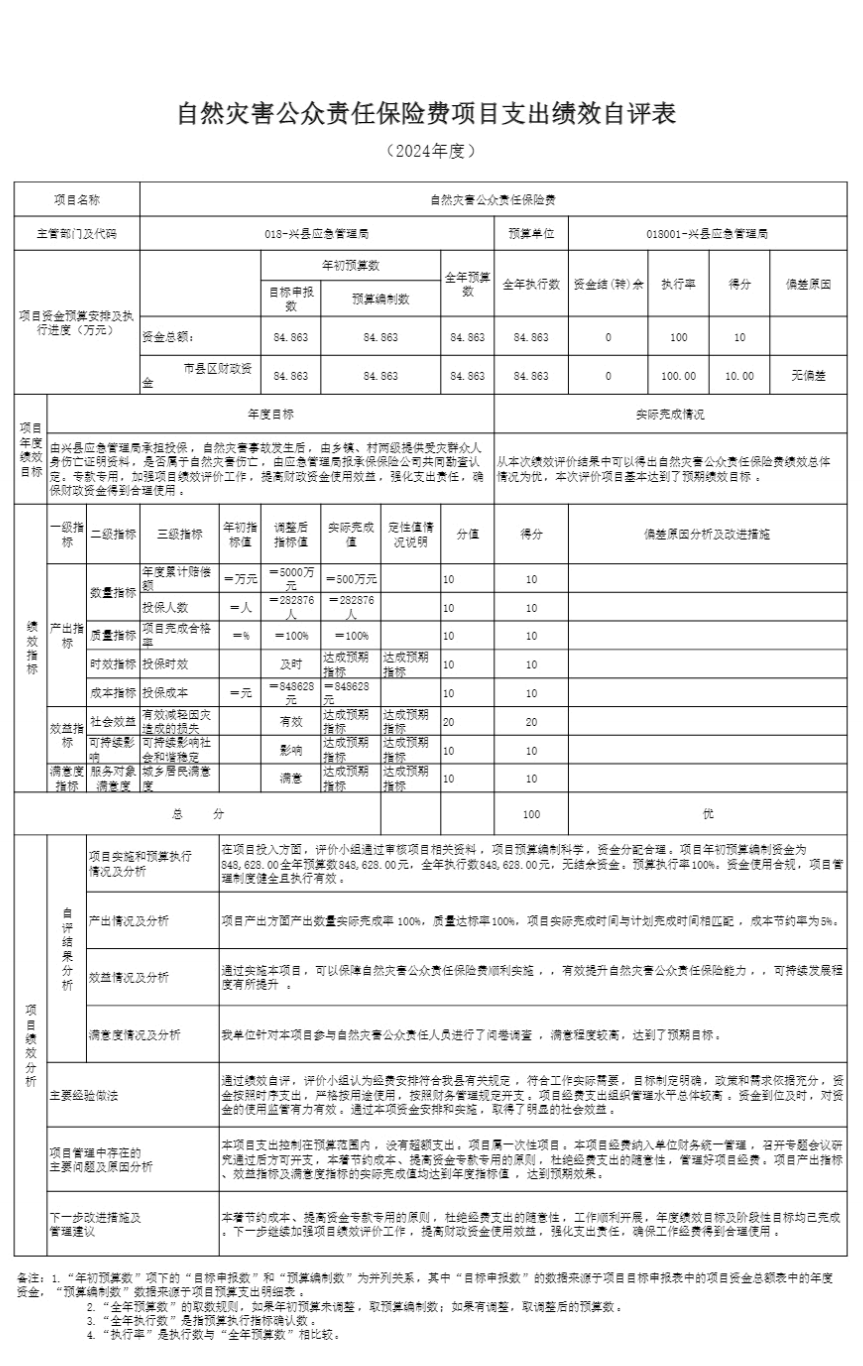 自然灾害公众责任保险费项目支出绩效自评表
（2024年度）
项目名称
自然灾害公众责任保险费
主管部门及代码
018-兴县应急管理局
预算单位
018001-兴县应急管理局
项目资金预算安排及执
行进度（万元）
年初预算数
目标申报
数
预算编制数
全年预算
数
全年执行数
资金结(转)余
执行率
得分
偏差原因
资金总额：
84.863
84.863
84.863
84.863
0
100
10
市县区财政资
金
84.863
84.863
84.863
84.863
0
100.00
10.00
无偏差
项目
年度
绩效
目标
年度目标
实际完成情况
由兴县应急管理局承担投保，自然灾害事故发生后，由乡镇、村两级提供受灾群众人
身伤亡证明资料，是否属于自然灾害伤亡，由应急管理局报承保保险公司共同勘查认
定。专款专用，加强项目绩效评价工作，提高财政资金使用效益，强化支出责任，确
保财政资金得到合理使用。
从本次绩效评价结果中可以得出自然灾害公众责任保险费绩效总体
情况为优，本次评价项目基本达到了预期绩效目标。
绩
效
指
标
一级指
标
二级指标
三级指标
年初指
标值
调整后
指标值
实际完成
值
定性值情
况说明
分值
得分
偏差原因分析及改进措施
产出指
标
数量指标
年度累计赔偿
额
＝万元
＝5000万
元
＝500万元
10
10
投保人数
＝人
＝282876
人
＝282876
人
10
10
质量指标
项目完成合格
率
＝%
＝100%
＝100%
10
10
时效指标
投保时效
及时
达成预期
指标
达成预期
指标
10
10
成本指标
投保成本
＝元
＝848628
元
＝848628
元
10
10
效益指
标
社会效益
有效减轻因灾
造成的损失
有效
达成预期
指标
达成预期
指标
20
20
可持续影
响
可持续影响社
会和谐稳定
影响
达成预期
指标
达成预期
指标
10
10
满意度
指标
服务对象
满意度
城乡居民满意
度
满意
达成预期
指标
达成预期
指标
10
10
总 分
100
优
项
目
绩
效
分
析
自
评
结
果
分
析
项目实施和预算执行
情况及分析
在项目投入方面，评价小组通过审核项目相关资料，项目预算编制科学，资金分配合理。项目年初预算编制资金为
848,628.00全年预算数848,628.00元，全年执行数848,628.00元，无结余资金。预算执行率100%。资金使用合规，项目管
理制度健全且执行有效。
产出情况及分析
项目产出方面产出数量实际完成率 100%，质量达标率100%，项目实际完成时间与计划完成时间相匹配，成本节约率为5%。
效益情况及分析
通过实施本项目，可以保障自然灾害公众责任保险费顺利实施，，有效提升自然灾害公众责任保险能力，，可持续发展程
度有所提升 。
满意度情况及分析
我单位针对本项目参与自然灾害公众责任人员进行了问卷调查，满意程度较高，达到了预期目标。
主要经验做法
通过绩效自评，评价小组认为经费安排符合我县有关规定，符合工作实际需要，目标制定明确，政策和需求依据充分，资
金按照时序支出，严格按用途使用，按照财务管理规定开支。项目经费支出组织管理水平总体较高。资金到位及时，对资
金的使用监管有力有效。通过本项资金安排和实施，取得了明显的社会效益。
项目管理中存在的
主要问题及原因分析
本项目支出控制在预算范围内，没有超额支出。项目属一次性项目。本项目经费纳入单位财务统一管理，召开专题会议研
究通过后方可开支，本着节约成本、提高资金专款专用的原则，杜绝经费支出的随意性，管理好项目经费。项目产出指标
、效益指标及满意度指标的实际完成值均达到年度指标值，达到预期效果。
下一步改进措施及
管理建议
本着节约成本、提高资金专款专用的原则，杜绝经费支出的随意性，工作顺利开展，年度绩效目标及阶段性目标均已完成
。下一步继续加强项目绩效评价工作，提高财政资金使用效益，强化支出责任，确保工作经费得到合理使用。
备注：1.“年初预算数”项下的“目标申报数”和“预算编制数”为并列关系，其中“目标申报数”的数据来源于项目目标申报表中的项目资金总额表中的年度
资金，“预算编制数”数据来源于项目预算支出明细表。
2.“全年预算数”的取数规则，如果年初预算未调整，取预算编制数；如果有调整，取调整后的预算数。
3.“全年执行数”是指预算执行指标确认数。
4.“执行率”是执行数与“全年预算数”相比较。